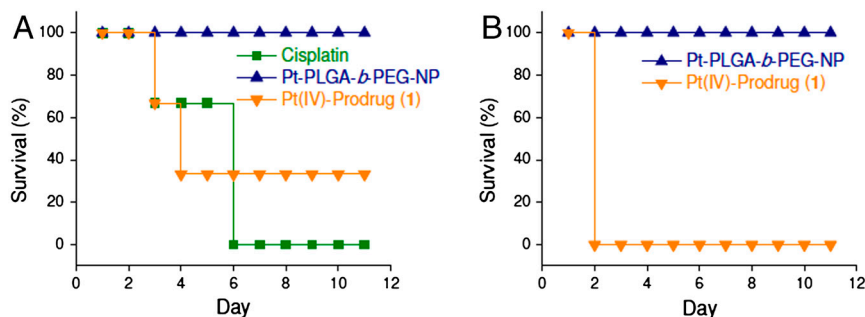 A
Survival (%)
100
80
60
40
20
0
Cisplatin
Pt-PLGA-b-PEG-NP
Pt(IV)-Prodrug (1)
0 2 4 6 8 10 12
Day
B
Survival (%)
100
80
60
40
20
0
Pt-PLGA-b-PEG-NP
Pt(IV)-Prodrug (1)
0 2 4 6 8 10 12
Day